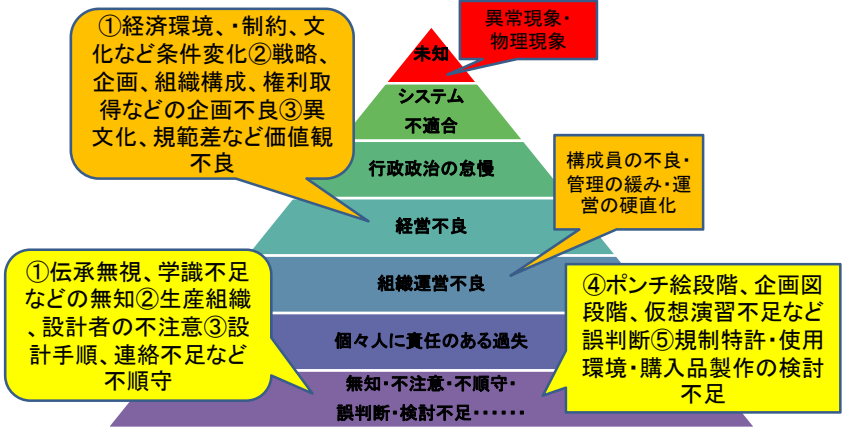 ①経済環境、・制約、文
化など条件変化②戦略、
企画、組織構成、権利取
得などの企画不良③異
文化、規範差など価値観
不良
異常現象・
物理現象
未知
システム
不適合
行政政治の怠慢
構成員の不良・
管理の緩み・運
営の硬直化
経営不良
組織運営不良
①伝承無視、学識不足
などの無知②生産組織
、設計者の不注意③設
計手順、連絡不足など
不順守
④ポンチ絵段階、企画図
段階、仮想演習不足など
誤判断⑤規制特許・使用
環境・購入品製作の検討
不足
個々人に責任のある過失
無知・不注意・不順守・
誤判断・検討不足・・・・・・